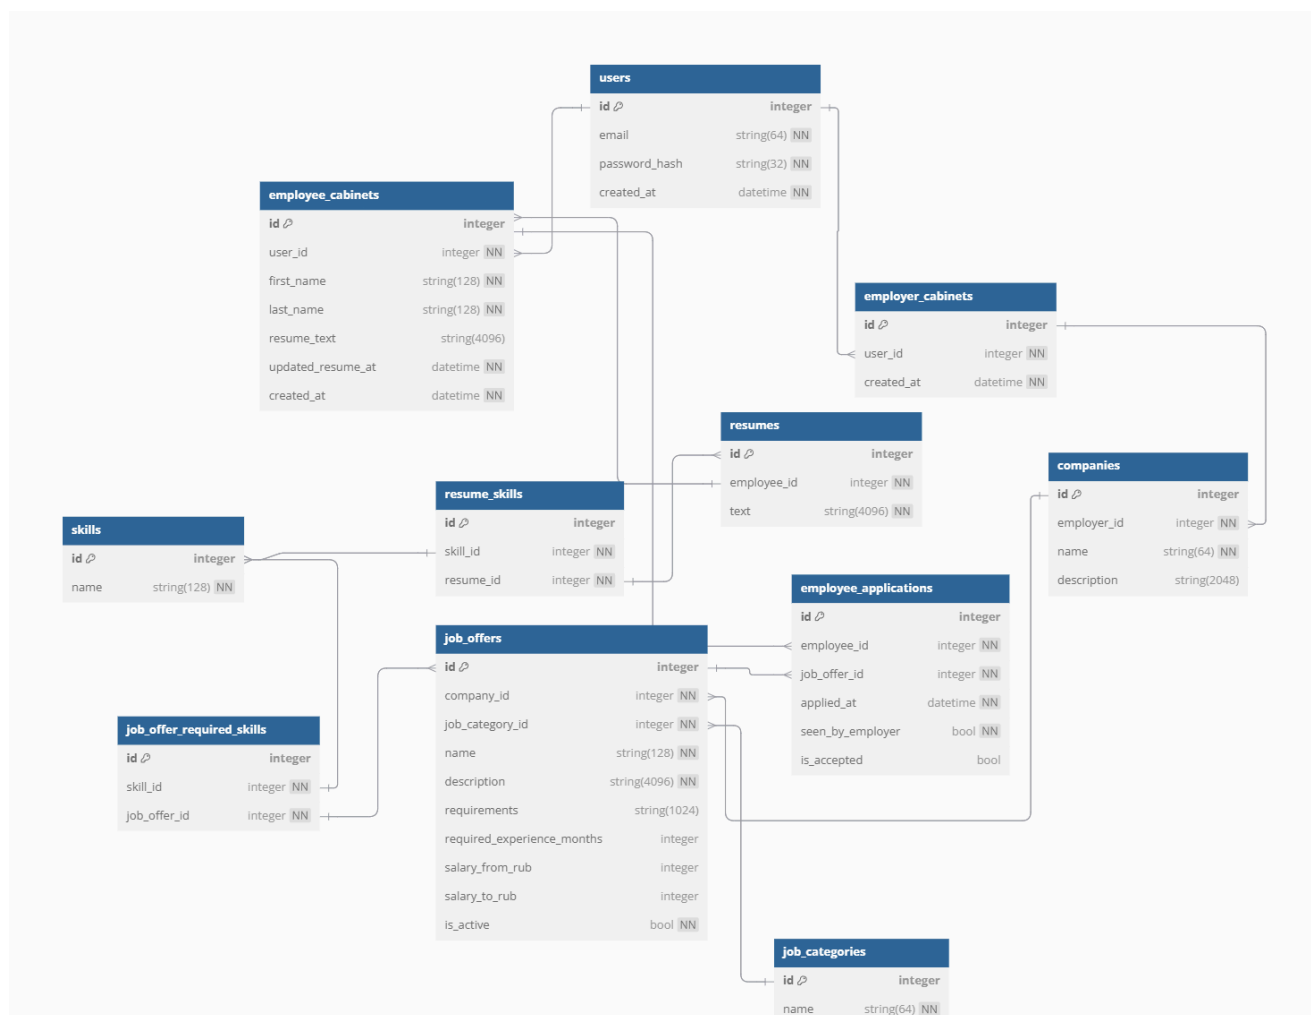 users
id integer
email string(64) NN
password_hash string(32) NN
created_at datetime NN
employee_cabinets
id integer
user_id integer NN
first_name string(128) NN
last_name string(128) NN
resume_text string(4096)
updated_resume_at datetime NN
created_at datetime NN
employer_cabinets
id integer
user_id integer NN
created_at datetime NN
resumes
id integer
employee_id integer NN
text string(4096) NN
companies
id integer
employer_id integer NN
name string(64) NN
description string(2048)
resume_skills
id integer
skill_id integer NN
resume_id integer NN
skills
id integer
name string(128) NN
employee_applications
id integer
employee_id integer NN
job_offer_id integer NN
applied_at datetime NN
seen_by_employer bool NN
is_accepted bool
job_offers
id integer
company_id integer NN
job_category_id integer NN
name string(128) NN
description string(4096) NN
requirements string(1024)
required_experience_months integer
salary_from_rub integer
salary_to_rub integer
is_active bool NN
job_offer_required_skills
id integer
skill_id integer NN
job_offer_id integer NN
job_categories
id integer
name string(64) NN